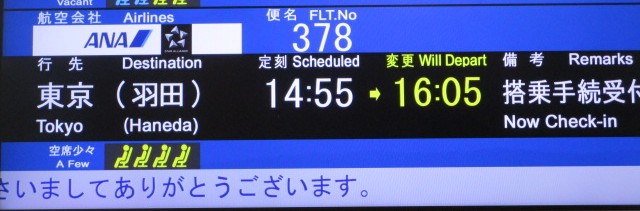 Vacant
航空会社 Airlines 便名 FLT.No
ANA STAR ALLIANCE 378
行先 Destination 定刻 Scheduled 変更 Will Depart 備考 Remarks
東京（羽田） 14:55 → 16:05 搭乗手続受付
Tokyo (Haneda) Now Check-in
空席少々
A Few
さいましてありがとうございます。